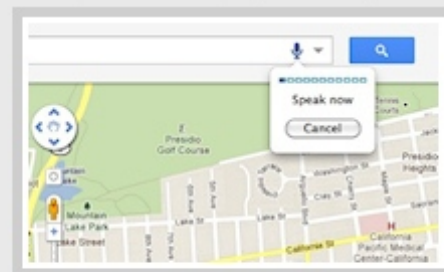 Speak now
Cancel
Presidio
Golf Course
Presidio
Heights
Washington St
Clay St
Mountain
Lake Park
Lake St
Lake St
Lake Street
California St
H
California
Pacific Medical
Center-California